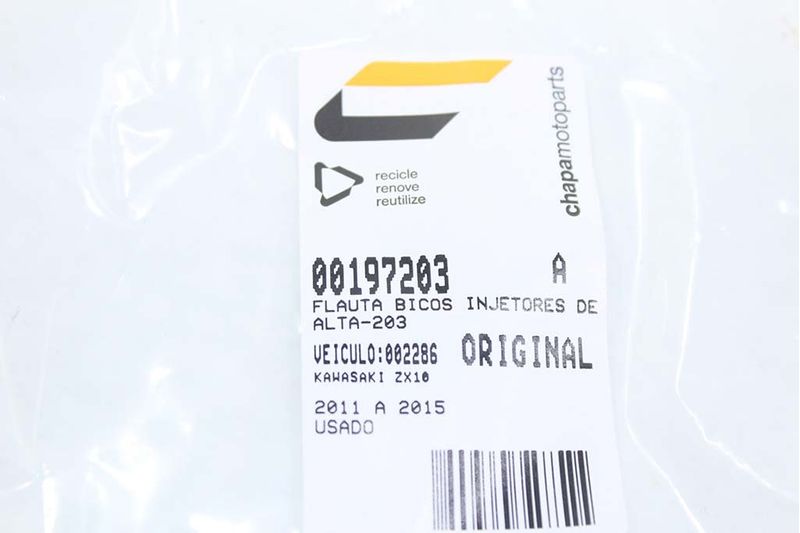 recicle
renove
reutilize
chapamotoparts
00197203 A
FLAUTA BICOS INJETORES DE
ALTA-203
VEICULO:002286 ORIGINAL
KAWASAKI ZX10
2011 A 2015
USADO